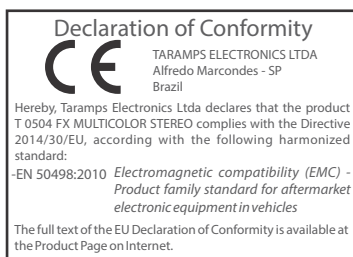 Declaration of Conformity
CE
TARAMPS ELECTRONICS LTDA
Alfredo Marcondes - SP
Brazil
Hereby, Taramps Electronics Ltda declares that the product
T 0504 FX MULTICOLOR STEREO complies with the Directive
2014/30/EU, according with the following harmonized
standard:
-EN 50498:2010 Electromagnetic compatibility (EMC) -
Product family standard for aftermarket
electronic equipment in vehicles
The full text of the EU Declaration of Conformity is available at
the Product Page on Internet.